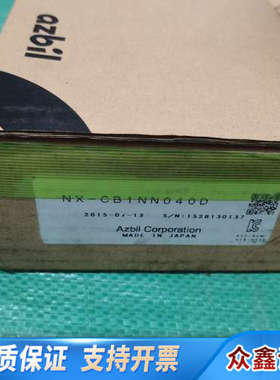 azbil
NX-CB1NN040D
2015-07-13 S/N:1528130137
Azbil Corporation
MADE IN JAPAN
质保证 支持开票
众鑫